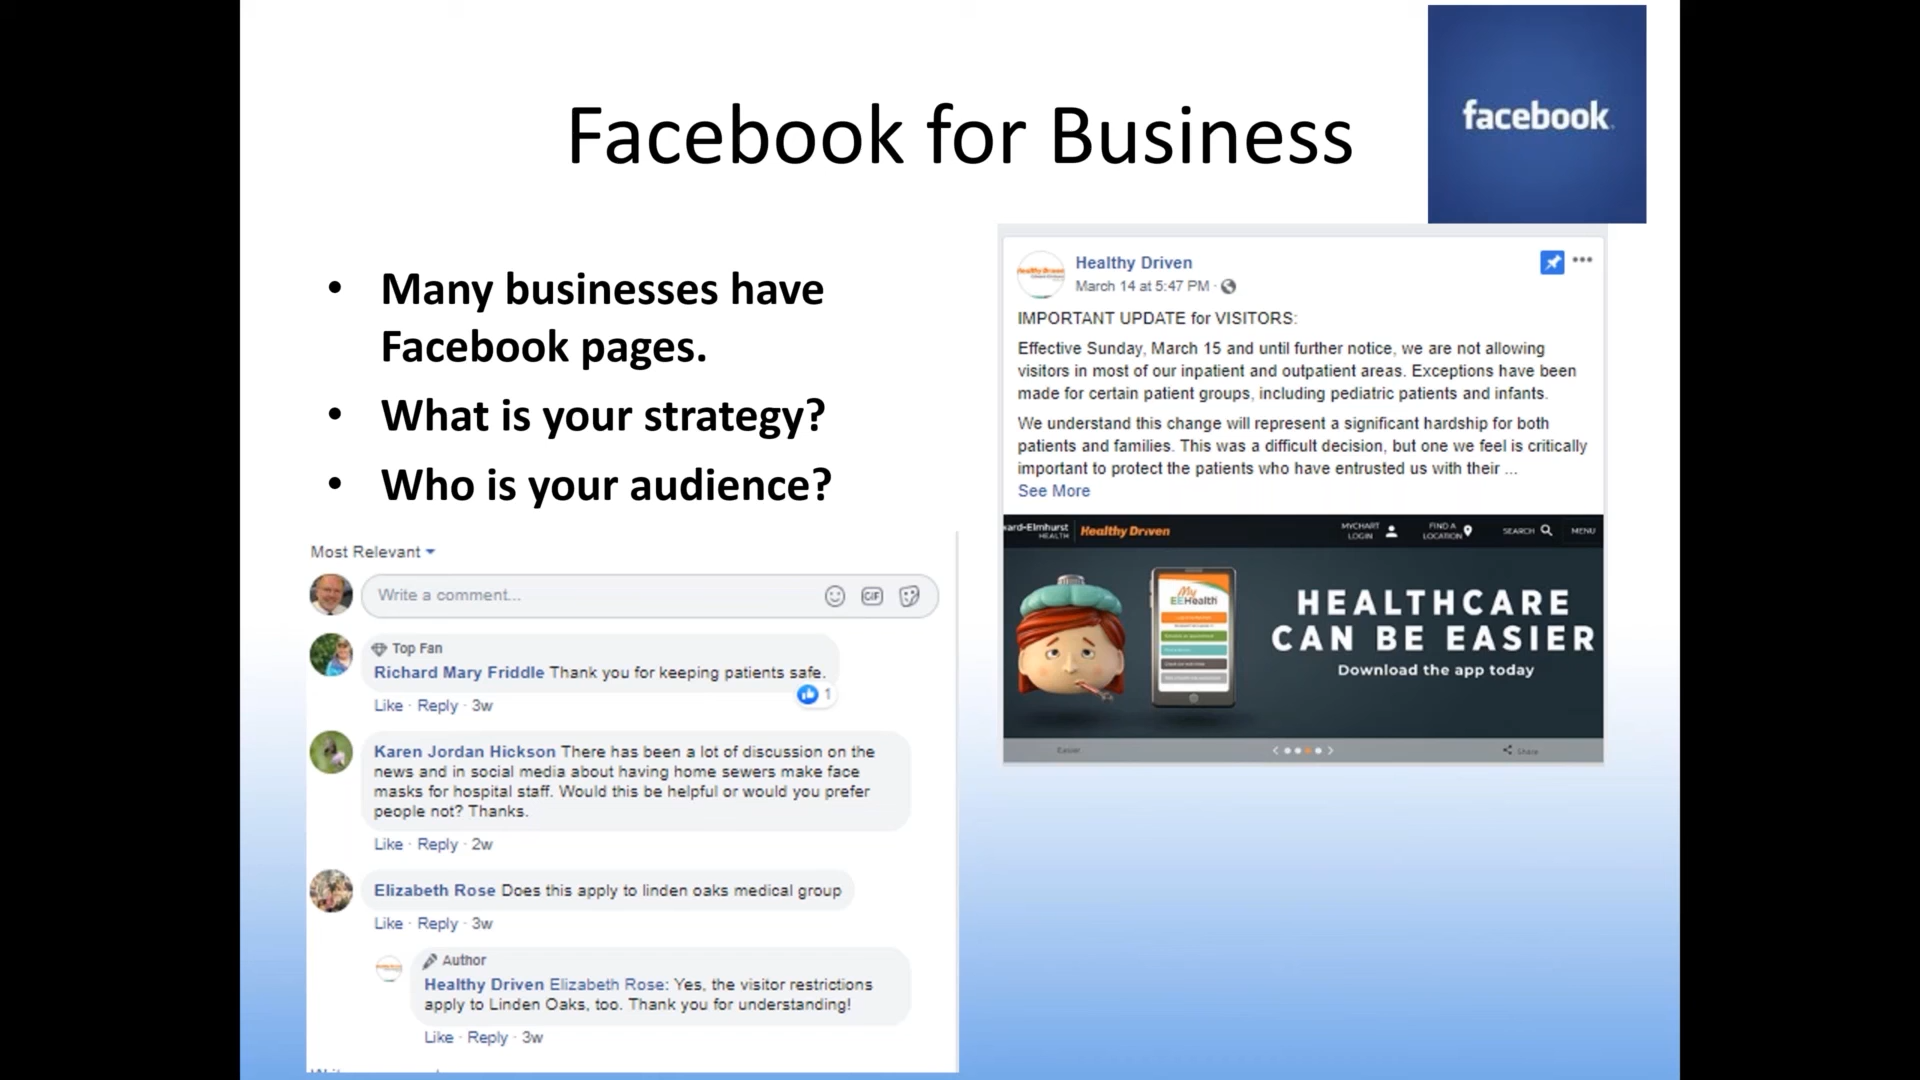 facebook
Facebook for Business
• Many businesses have
Facebook pages.
• What is your strategy?
• Who is your audience?
Most Relevant
Write a comment...
GIF
Top Fan
Richard Mary Friddle Thank you for keeping patients safe.
1
Like · Reply · 3w
Karen Jordan Hickson There has been a lot of discussion on the
news and in social media about having home sewers make face
masks for hospital staff. Would this be helpful or would you prefer
people not? Thanks.
Like · Reply · 2w
Elizabeth Rose Does this apply to linden oaks medical group
Like · Reply · 3w
Author
Healthy Driven Elizabeth Rose: Yes, the visitor restrictions
apply to Linden Oaks, too. Thank you for understanding!
Like · Reply · 3w
Healthy Driven
Healthy Driven
March 14 at 5:47 PM ·
IMPORTANT UPDATE for VISITORS:
Effective Sunday, March 15 and until further notice, we are not allowing
visitors in most of our inpatient and outpatient areas. Exceptions have been
made for certain patient groups, including pediatric patients and infants.
We understand this change will represent a significant hardship for both
patients and families. This was a difficult decision, but one we feel is critically
important to protect the patients who have entrusted us with their ...
See More
ard-Elmhurst
HEALTH
Healthy Driven
MYCHART
LOGIN
FIND A
LOCATION
SEARCH
MENU
My
EEHealth
HEALTHCARE
CAN BE EASIER
Download the app today
Easier
Share